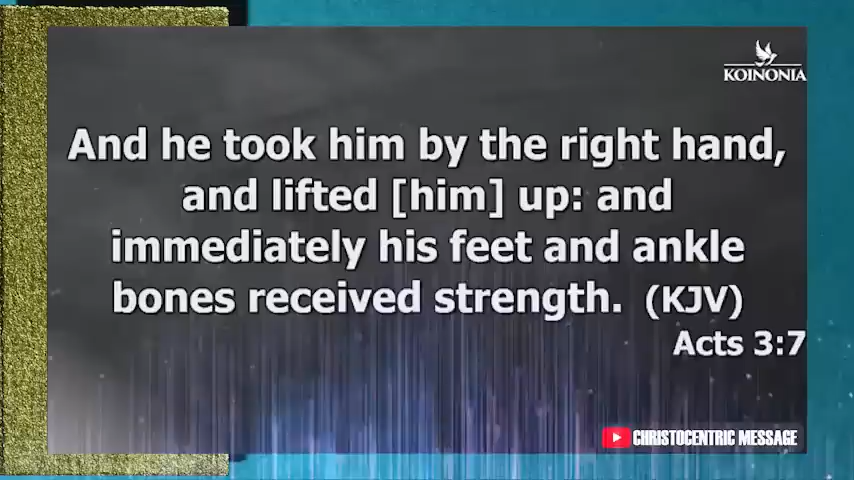 KOINONIA
And he took him by the right hand,
and lifted [him] up: and
immediately his feet and ankle
bones received strength. (KJV)
Acts 3:7
CHRISTOCENTRIC MESSAGE